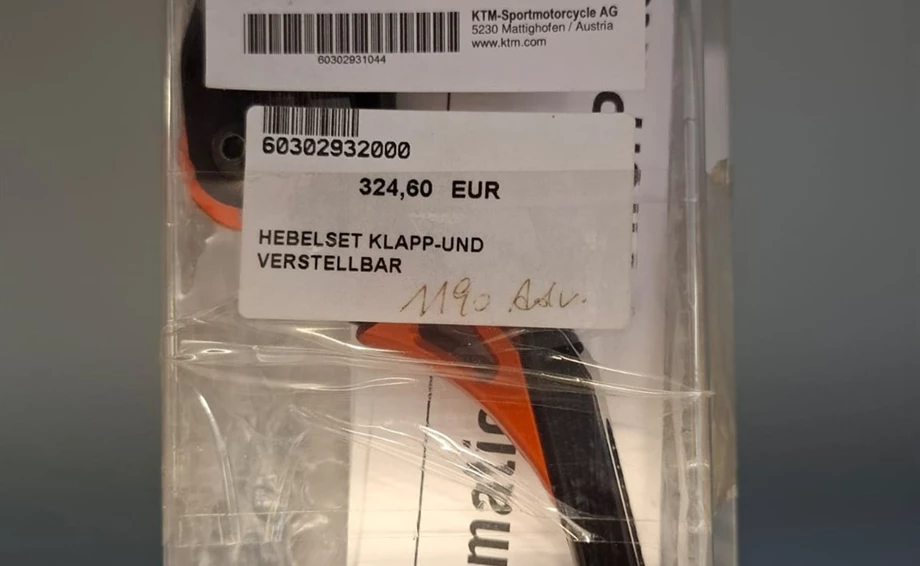 KTM-Sportmotorcycle AG
5230 Mattighofen / Austria
www.ktm.com
60302931044
60302932000
324,60 EUR
HEBELSET KLAPP-UND
VERSTELLBAR
1190 Adv.
matic